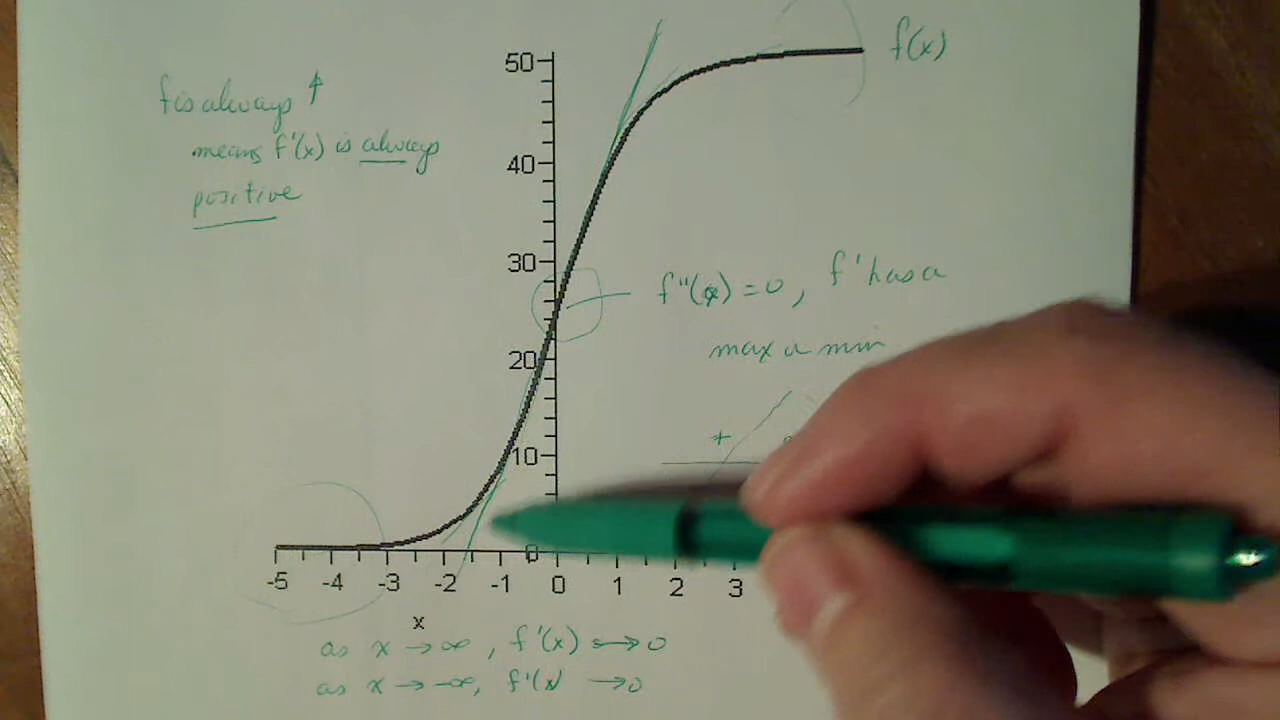 f(x)
50
f is always ↑
means f'(x) is always
positive
40
30
f''(x) = 0, f' has a
max or min
20
+
10
0
-5 -4 -3 -2 -1 0 1 2 3
x
as x → ∞, f'(x) → 0
as x → -∞, f'(x) → 0